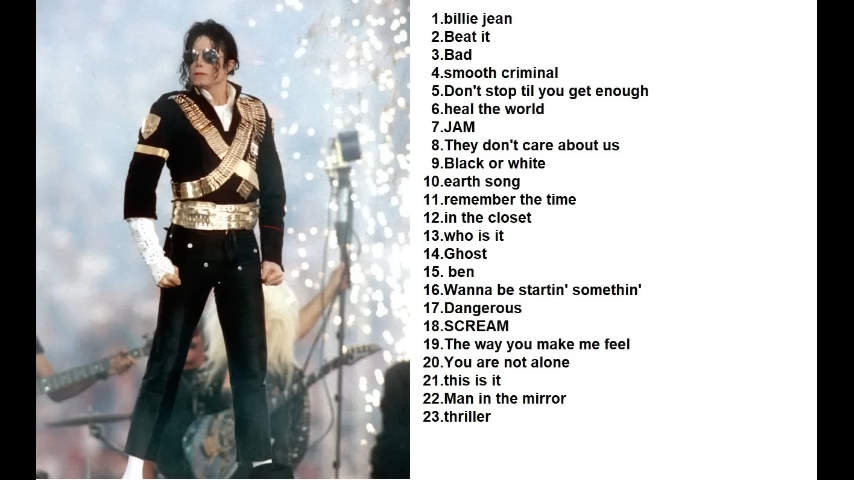 1.billie jean
2.Beat it
3.Bad
4.smooth criminal
5.Don't stop til you get enough
6.heal the world
7.JAM
8.They don't care about us
9.Black or white
10.earth song
11.remember the time
12.in the closet
13.who is it
14.Ghost
15. ben
16.Wanna be startin' somethin'
17.Dangerous
18.SCREAM
19.The way you make me feel
20.You are not alone
21.this is it
22.Man in the mirror
23.thriller